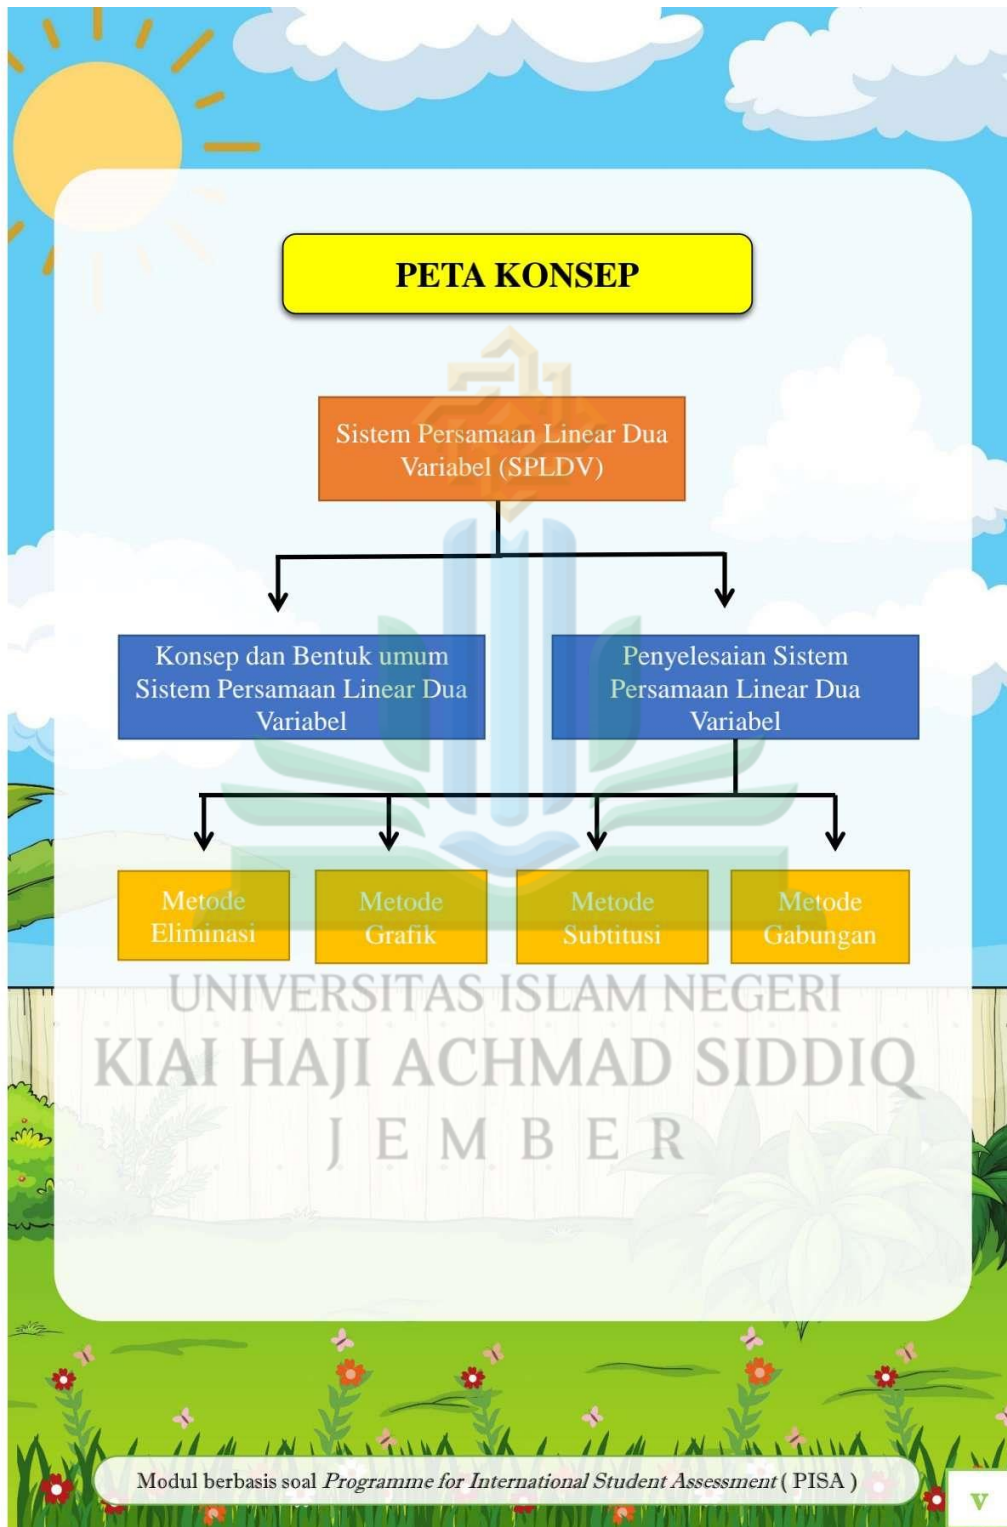 PETA KONSEP
Sistem Persamaan Linear Dua
Variabel (SPLDV)
Konsep dan Bentuk umum
Sistem Persamaan Linear Dua
Variabel
Penyelesaian Sistem
Persamaan Linear Dua
Variabel
Metode
Eliminasi
Metode
Grafik
Metode
Subtitusi
Metode
Gabungan
UNIVERSITAS ISLAM NEGERI
KIAI HAJI ACHMAD SIDDIQ
JEMBER
Modul berbasis soal Programme for International Student Assessment ( PISA )
v